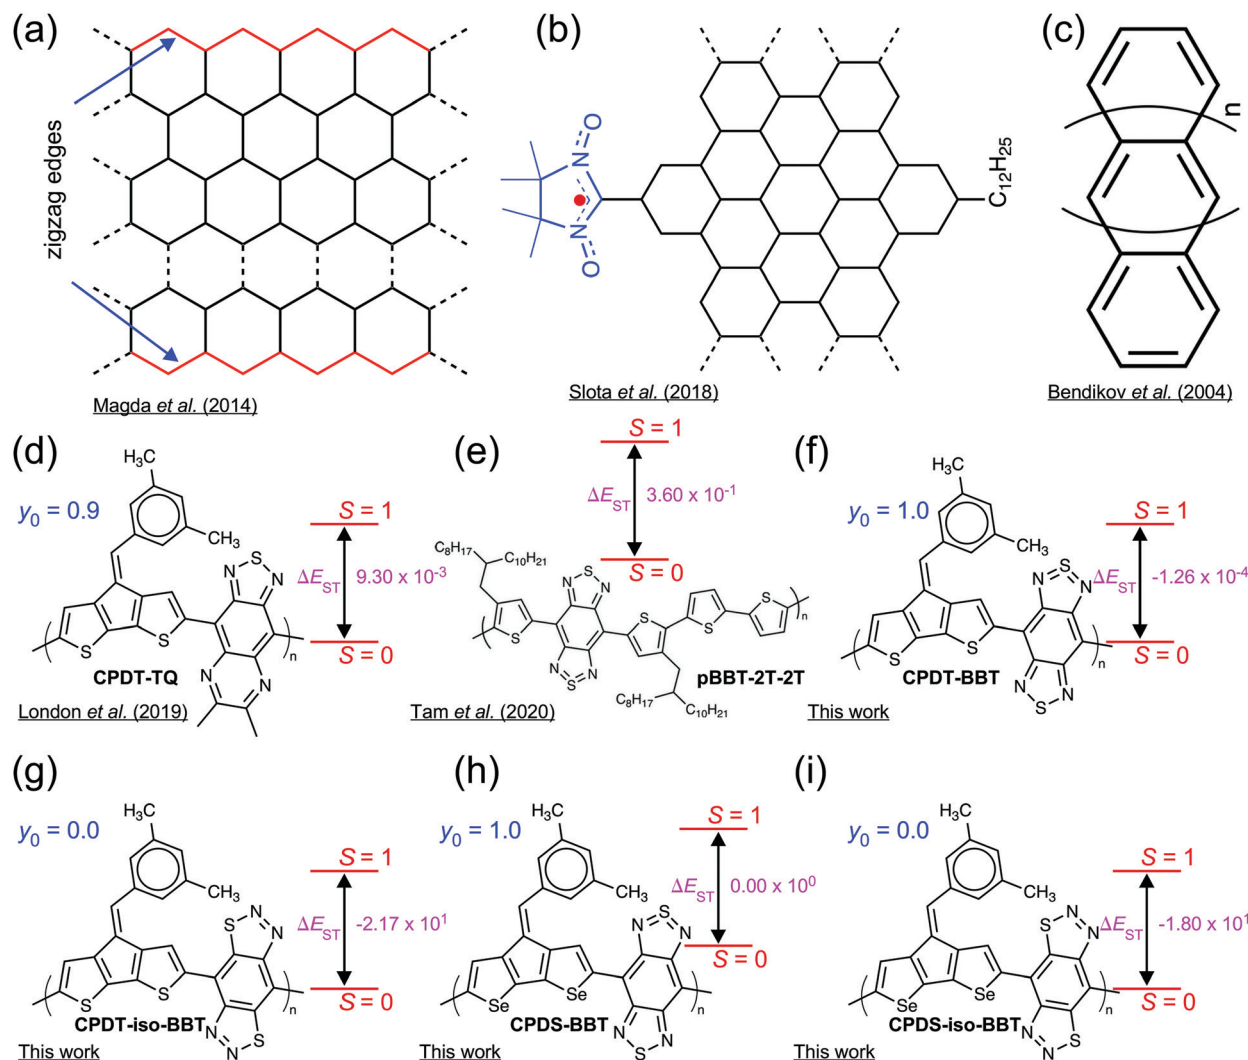 (a)
zigzag edges
Magda et al. (2014)
(b)
N
O
N
O
C12H25
Slota et al. (2018)
(c)
n
Bendikov et al. (2004)
(d)
y0 = 0.9
H3C
CH3
S = 1
ΔEST 9.30 x 10-3
S = 0
N S N
S S
N N
n
CPDT-TQ
London et al. (2019)
(e)
S = 1
ΔEST 3.60 x 10-1
S = 0
C8H17
C10H21
N S N
S
S
S
S
N S N
n
C8H17
C10H21
pBBT-2T-2T
Tam et al. (2020)
(f)
y0 = 1.0
H3C
CH3
S = 1
ΔEST -1.26 x 10-4
S = 0
N S N
S S
N S N
n
CPDT-BBT
This work
(g)
y0 = 0.0
H3C
CH3
S = 1
ΔEST -2.17 x 101
S = 0
S N N
S S
N N S
n
CPDT-iso-BBT
This work
(h)
y0 = 1.0
H3C
CH3
S = 1
ΔEST 0.00 x 100
S = 0
N S N
Se Se
N S N
n
CPDS-BBT
This work
(i)
y0 = 0.0
H3C
CH3
S = 1
ΔEST -1.80 x 101
S = 0
S N N
Se Se
N N S
n
CPDS-iso-BBT
This work